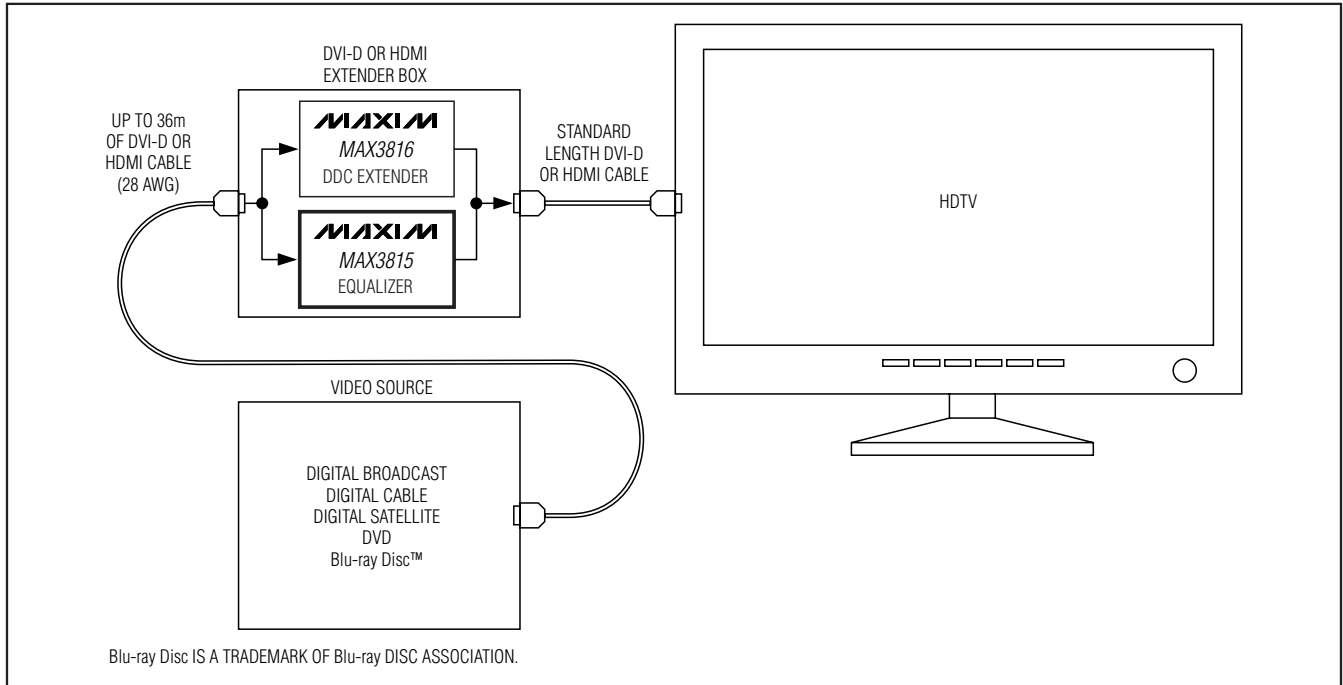 DVI-D OR HDMI
EXTENDER BOX
UP TO 36m
OF DVI-D OR
HDMI CABLE
(28 AWG)
MAXIM
MAX3816
DDC EXTENDER
MAXIM
MAX3815
EQUALIZER
STANDARD
LENGTH DVI-D
OR HDMI CABLE
HDTV
VIDEO SOURCE
DIGITAL BROADCAST
DIGITAL CABLE
DIGITAL SATELLITE
DVD
Blu-ray Disc™
Blu-ray Disc IS A TRADEMARK OF Blu-ray DISC ASSOCIATION.